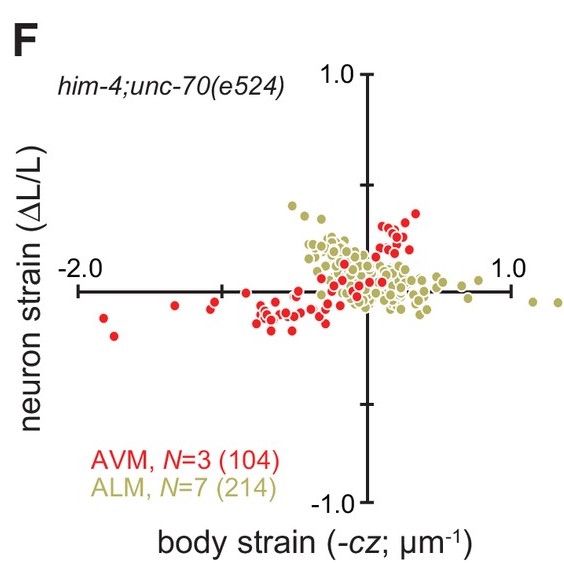 F
him-4;unc-70(e524)
1.0
neuron strain (ΔL/L)
-2.0
1.0
AVM, N=3 (104)
ALM, N=7 (214)
-1.0
body strain (-cz; µm-1)